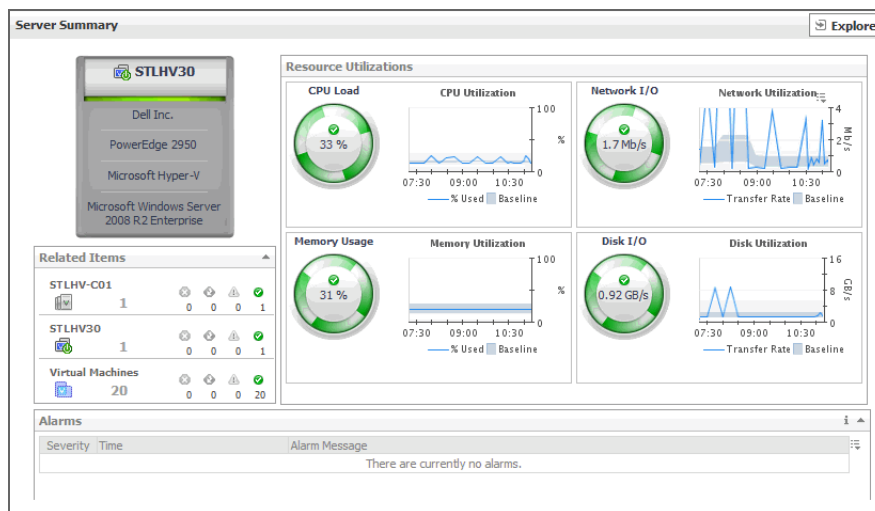 Server Summary
Explore
STLHV30
Dell Inc.
PowerEdge 2950
Microsoft Hyper-V
Microsoft Windows Server
2008 R2 Enterprise
Related Items
STLHV-C01
1
0 0 0 1
STLHV30
1
0 0 0 1
Virtual Machines
20
0 0 0 20
Resource Utilizations
CPU Load
33 %
CPU Utilization
100
%
0
07:30 09:00 10:30
% Used Baseline
Network I/O
1.7 Mb/s
Network Utilization
4
2
0
Mb/s
07:30 09:00 10:30
Transfer Rate Baseline
Memory Usage
31 %
Memory Utilization
100
%
0
07:30 09:00 10:30
% Used Baseline
Disk I/O
0.92 GB/s
Disk Utilization
16
8
0
GB/s
07:30 09:00 10:30
Transfer Rate Baseline
Alarms
i
Severity Time Alarm Message
There are currently no alarms.